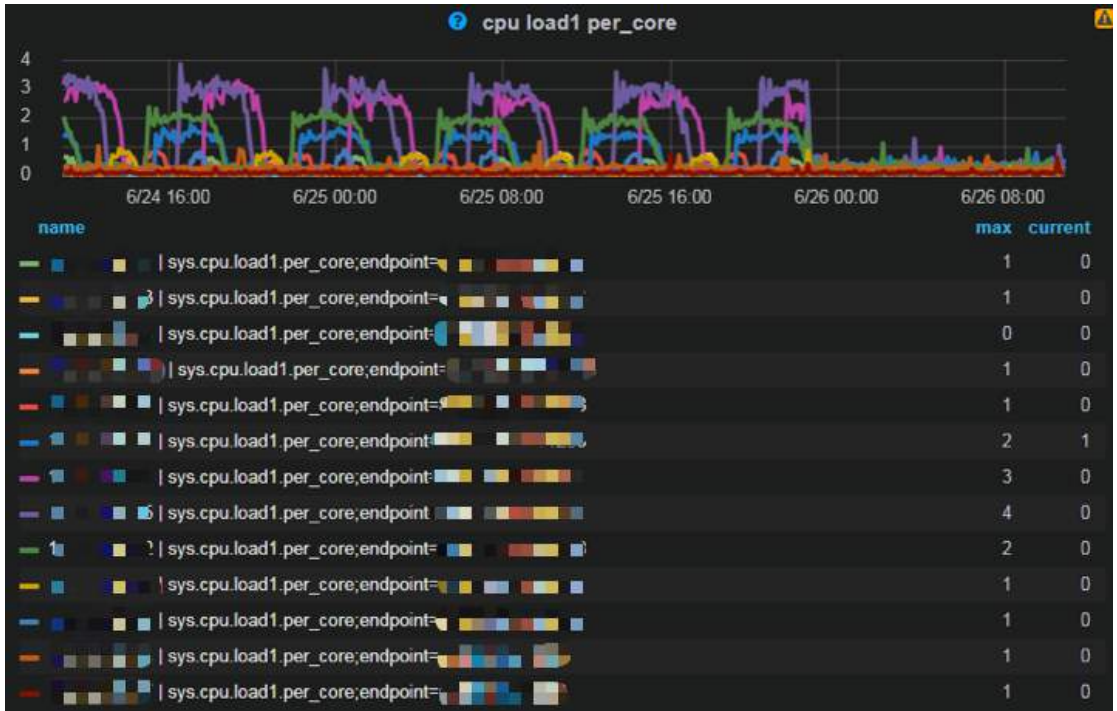 cpu load1 per_core
4
3
2
1
0
6/24 16:00 6/25 00:00 6/25 08:00 6/25 16:00 6/26 00:00 6/26 08:00
name max current
| sys.cpu.load1.per_core;endpoint= 1 0
| sys.cpu.load1.per_core;endpoint= 1 0
| sys.cpu.load1.per_core;endpoint= 0 0
| sys.cpu.load1.per_core;endpoint= 1 0
| sys.cpu.load1.per_core;endpoint= 1 0
| sys.cpu.load1.per_core;endpoint= 2 1
| sys.cpu.load1.per_core;endpoint= 3 0
| sys.cpu.load1.per_core;endpoint 4 0
| sys.cpu.load1.per_core;endpoint= 2 0
| sys.cpu.load1.per_core;endpoint= 1 0
| sys.cpu.load1.per_core;endpoint= 1 0
| sys.cpu.load1.per_core;endpoint= 1 0
| sys.cpu.load1.per_core;endpoint= 1 0